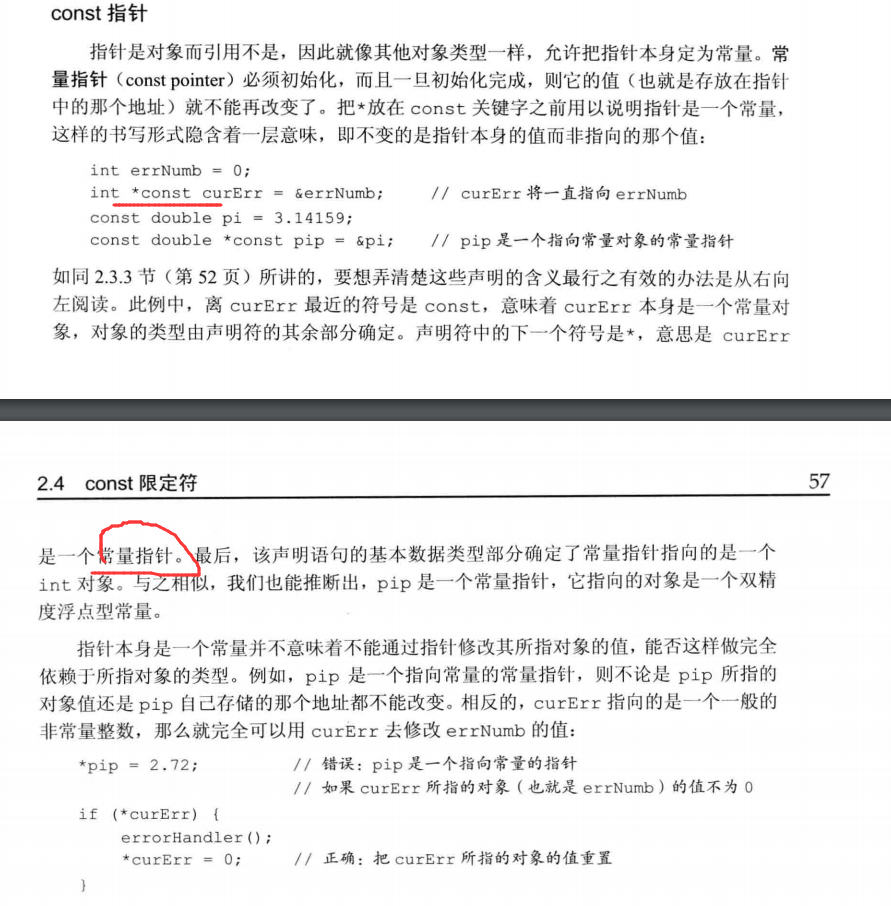 const 指针
指针是对象而引用不是，因此就像其他对象类型一样，允许把指针本身定为常量。常
量指针（const pointer）必须初始化，而且一旦初始化完成，则它的值（也就是存放在指针
中的那个地址）就不能再改变了。把*放在 const 关键字之前用以说明指针是一个常量，
这样的书写形式隐含着一层意味，即不变的是指针本身的值而非指向的那个值：
int errNumb = 0;
int *const curErr = &errNumb; // curErr 将一直指向 errNumb
const double pi = 3.14159;
const double *const pip = &pi; // pip 是一个指向常量对象的常量指针
如同 2.3.3 节（第 52 页）所讲的，要想弄清楚这些声明的含义最行之有效的办法是从右向
左阅读。此例中，离 curErr 最近的符号是 const，意味着 curErr 本身是一个常量对
象，对象的类型由声明符的其余部分确定。声明符中的下一个符号是*，意思是 curErr
2.4 const 限定符 57
是一个常量指针。最后，该声明语句的基本数据类型部分确定了常量指针指向的是一个
int 对象。与之相似，我们也能推断出，pip 是一个常量指针，它指向的对象是一个双精
度浮点型常量。
指针本身是一个常量并不意味着不能通过指针修改其所指对象的值，能否这样做完全
依赖于所指对象的类型。例如，pip 是一个指向常量的常量指针，则不论是 pip 所指的
对象值还是 pip 自己存储的那个地址都不能改变。相反的，curErr 指向的是一个一般的
非常量整数，那么就完全可以用 curErr 去修改 errNumb 的值：
*pip = 2.72; // 错误：pip 是一个指向常量的指针
// 如果 curErr 所指的对象（也就是 errNumb）的值不为 0
if (*curErr) {
errorHandler();
*curErr = 0; // 正确：把 curErr 所指的对象的值重置
}